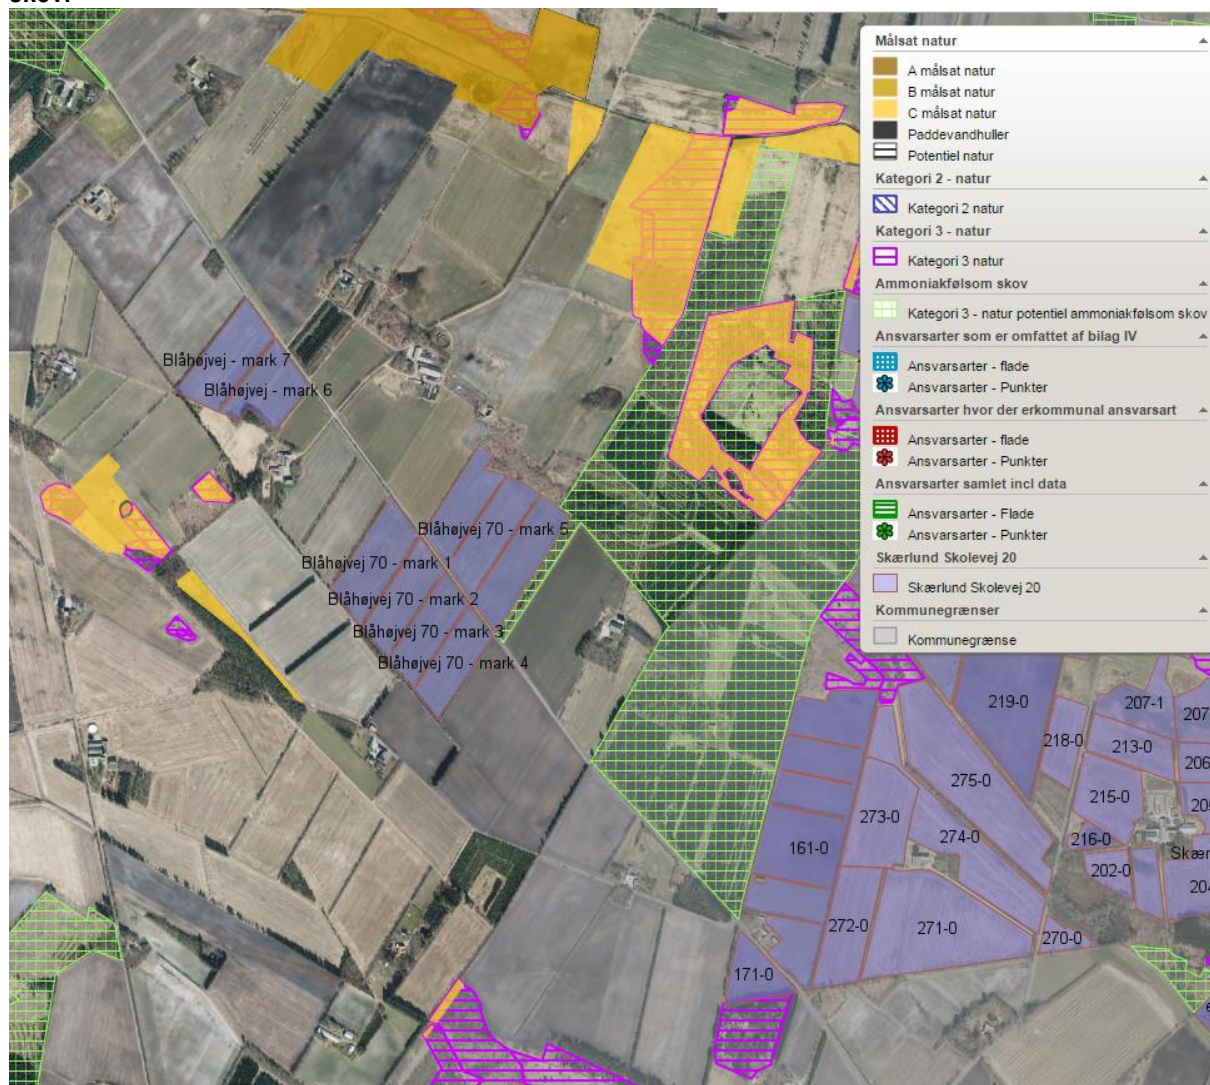 Målsat natur
A målsat natur
B målsat natur
C målsat natur
Paddevandhuller
Potentiel natur
Kategori 2 - natur
Kategori 2 natur
Kategori 3 - natur
Kategori 3 natur
Ammoniakfølsom skov
Kategori 3 - natur potentiel ammoniakfølsom skov
Ansvarsarter som er omfattet af bilag IV
Ansvarsarter - flade
Ansvarsarter - Punkter
Ansvarsarter hvor der erkommunal ansvarsart
Ansvarsarter - flade
Ansvarsarter - Punkter
Ansvarsarter samlet incl data
Ansvarsarter - Flade
Ansvarsarter - Punkter
Skærlund Skolevej 20
Skærlund Skolevej 20
Kommunegrænser
Kommunegrænse
Blåhøjvej - mark 7
Blåhøjvej - mark 6
Blåhøjvej 70 - mark 5
Blåhøjvej 70 - mark 1
Blåhøjvej 70 - mark 2
Blåhøjvej 70 - mark 3
Blåhøjvej 70 - mark 4
219-0
207-1
207
218-0
213-0
206
275-0
215-0
205
273-0
274-0
216-0
161-0
Skær
202-0
204
272-0
271-0
270-0
171-0